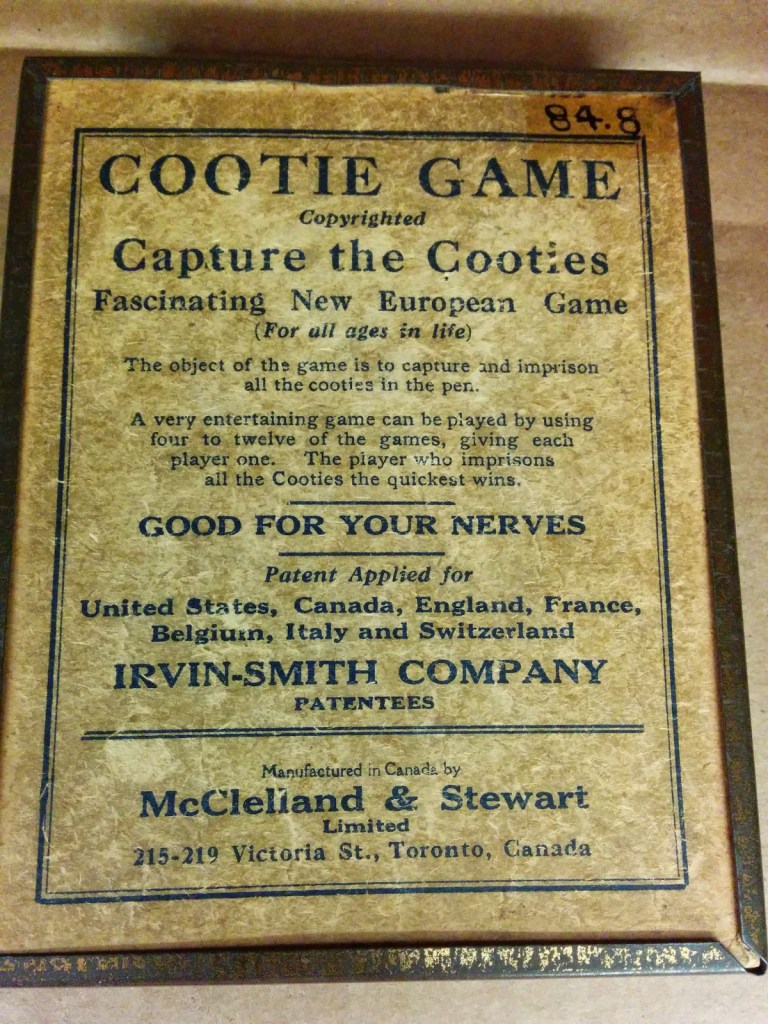 84.8
COOTIE GAME
Copyrighted
Capture the Cooties
Fascinating New European Game
(For all ages in life)
The object of the game is to capture and imprison
all the cooties in the pen.
A very entertaining game can be played by using
four to twelve of the games, giving each
player one. The player who imprisons
all the Cooties the quickest wins.
GOOD FOR YOUR NERVES
Patent Applied for
United States, Canada, England, France,
Belgium, Italy and Switzerland
IRVIN-SMITH COMPANY
PATENTEES
Manufactured in Canada by
McClelland & Stewart
Limited
215-219 Victoria St., Toronto, Canada